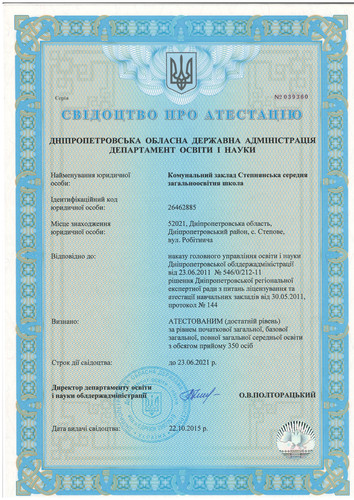 Серія
№039360
СВІДОЦТВО ПРО АТЕСТАЦІЮ
ДНІПРОПЕТРОВСЬКА ОБЛАСНА ДЕРЖАВНА АДМІНІСТРАЦІЯ
ДЕПАРТАМЕНТ ОСВІТИ І НАУКИ
Найменування юридичної особи:
Комунальний заклад Степнянська середня
загальноосвітня школа
Ідентифікаційний код
юридичної особи:
26462885
Місце знаходження
юридичної особи:
52021, Дніпропетровська область,
Дніпропетровський район, с. Степове,
вул. Робітнича
Відповідно до:
наказу головного управління освіти і науки
Дніпропетровської облдержадміністрації
від 23.06.2011 № 546/0/212-11
рішення Дніпропетровської регіональної
експертної ради з питань ліцензування та
атестації навчальних закладів від 30.05.2011,
протокол № 144
Визнано:
АТЕСТОВАНИМ (достатній рівень)
за рівнем початкової загальної, базової
загальної, повної загальної середньої освіти
з обсягом прийому 350 осіб
Строк дії свідоцтва:
до 23.06.2021 р.
Директор департаменту освіти
і науки облдержадміністрації
О.В.ПОЛТОРАЦЬКИЙ
Дата видачі свідоцтва:
22.10.2015 р.